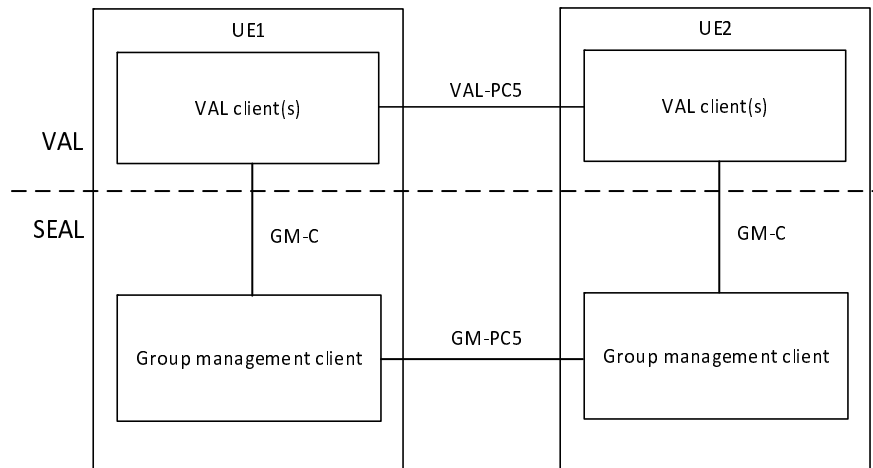 UE1
UE2
VAL client(s)
VAL-PC5
VAL client(s)
VAL
SEAL
GM-C
GM-C
Group management client
GM-PC5
Group management client